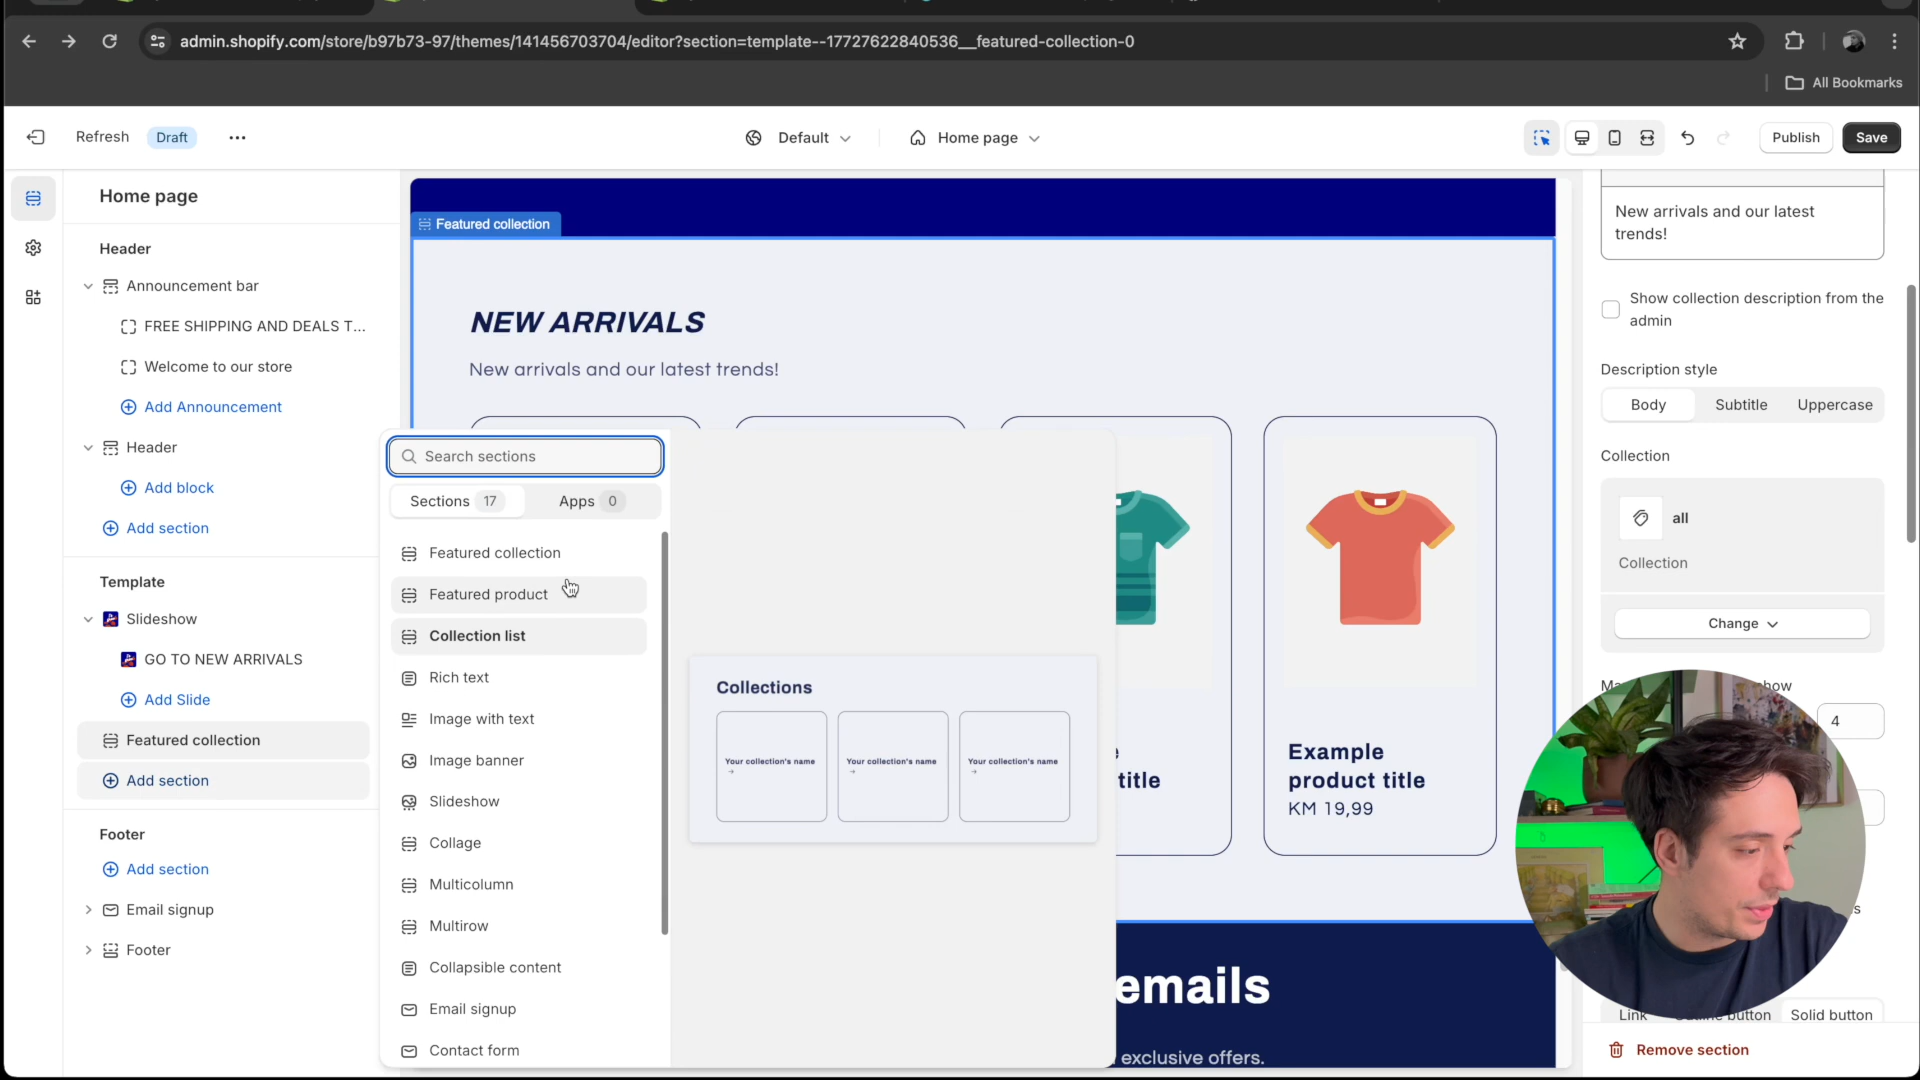 admin.shopify.com/store/b97b73-97/themes/141456703704/editor?section=template--17727622840536__featured-collection-0
All Bookmarks
Refresh
Draft
Default
Home page
Publish
Save
Home page
Header
Announcement bar
FREE SHIPPING AND DEALS T...
Welcome to our store
Add Announcement
Header
Add block
Add section
Template
Slideshow
GO TO NEW ARRIVALS
Add Slide
Featured collection
Add section
Footer
Add section
Email signup
Footer
Search sections
Sections 17
Apps 0
Featured collection
Featured product
Collection list
Rich text
Image with text
Image banner
Slideshow
Collage
Multicolumn
Multirow
Collapsible content
Email signup
Contact form
Collections
Your collection's name
Your collection's name
Your collection's name
Featured collection
NEW ARRIVALS
New arrivals and our latest trends!
title
Example
product title
KM 19,99
emails
exclusive offers.
New arrivals and our latest
trends!
Show collection description from the
admin
Description style
Body
Subtitle
Uppercase
Collection
all
Collection
Change
4
Link
button
Solid button
Remove section